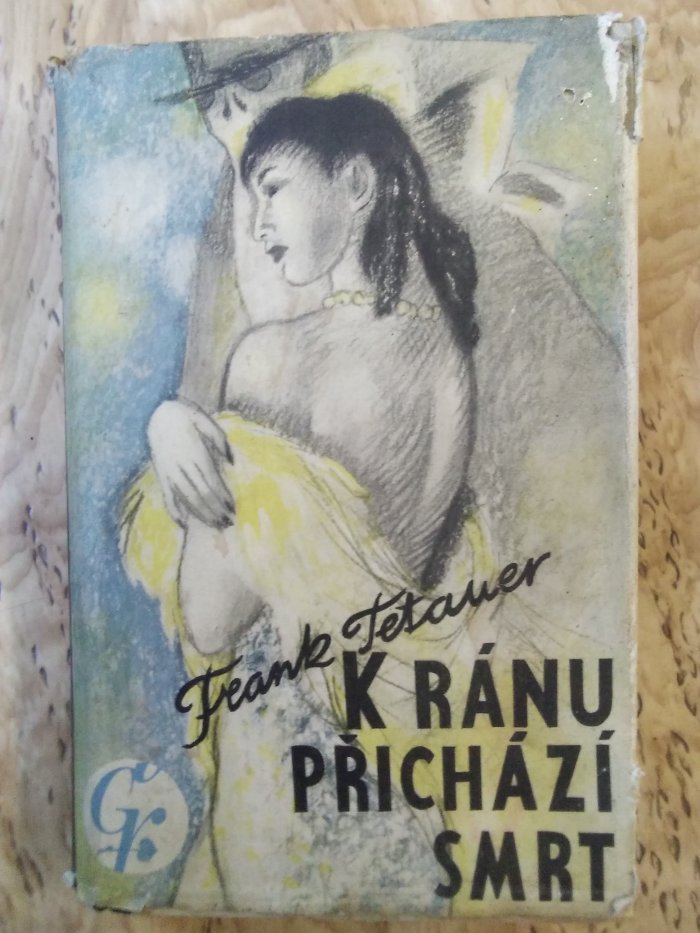 Frank Tetauer
K RÁNU
PŘICHÁZÍ
SMRT